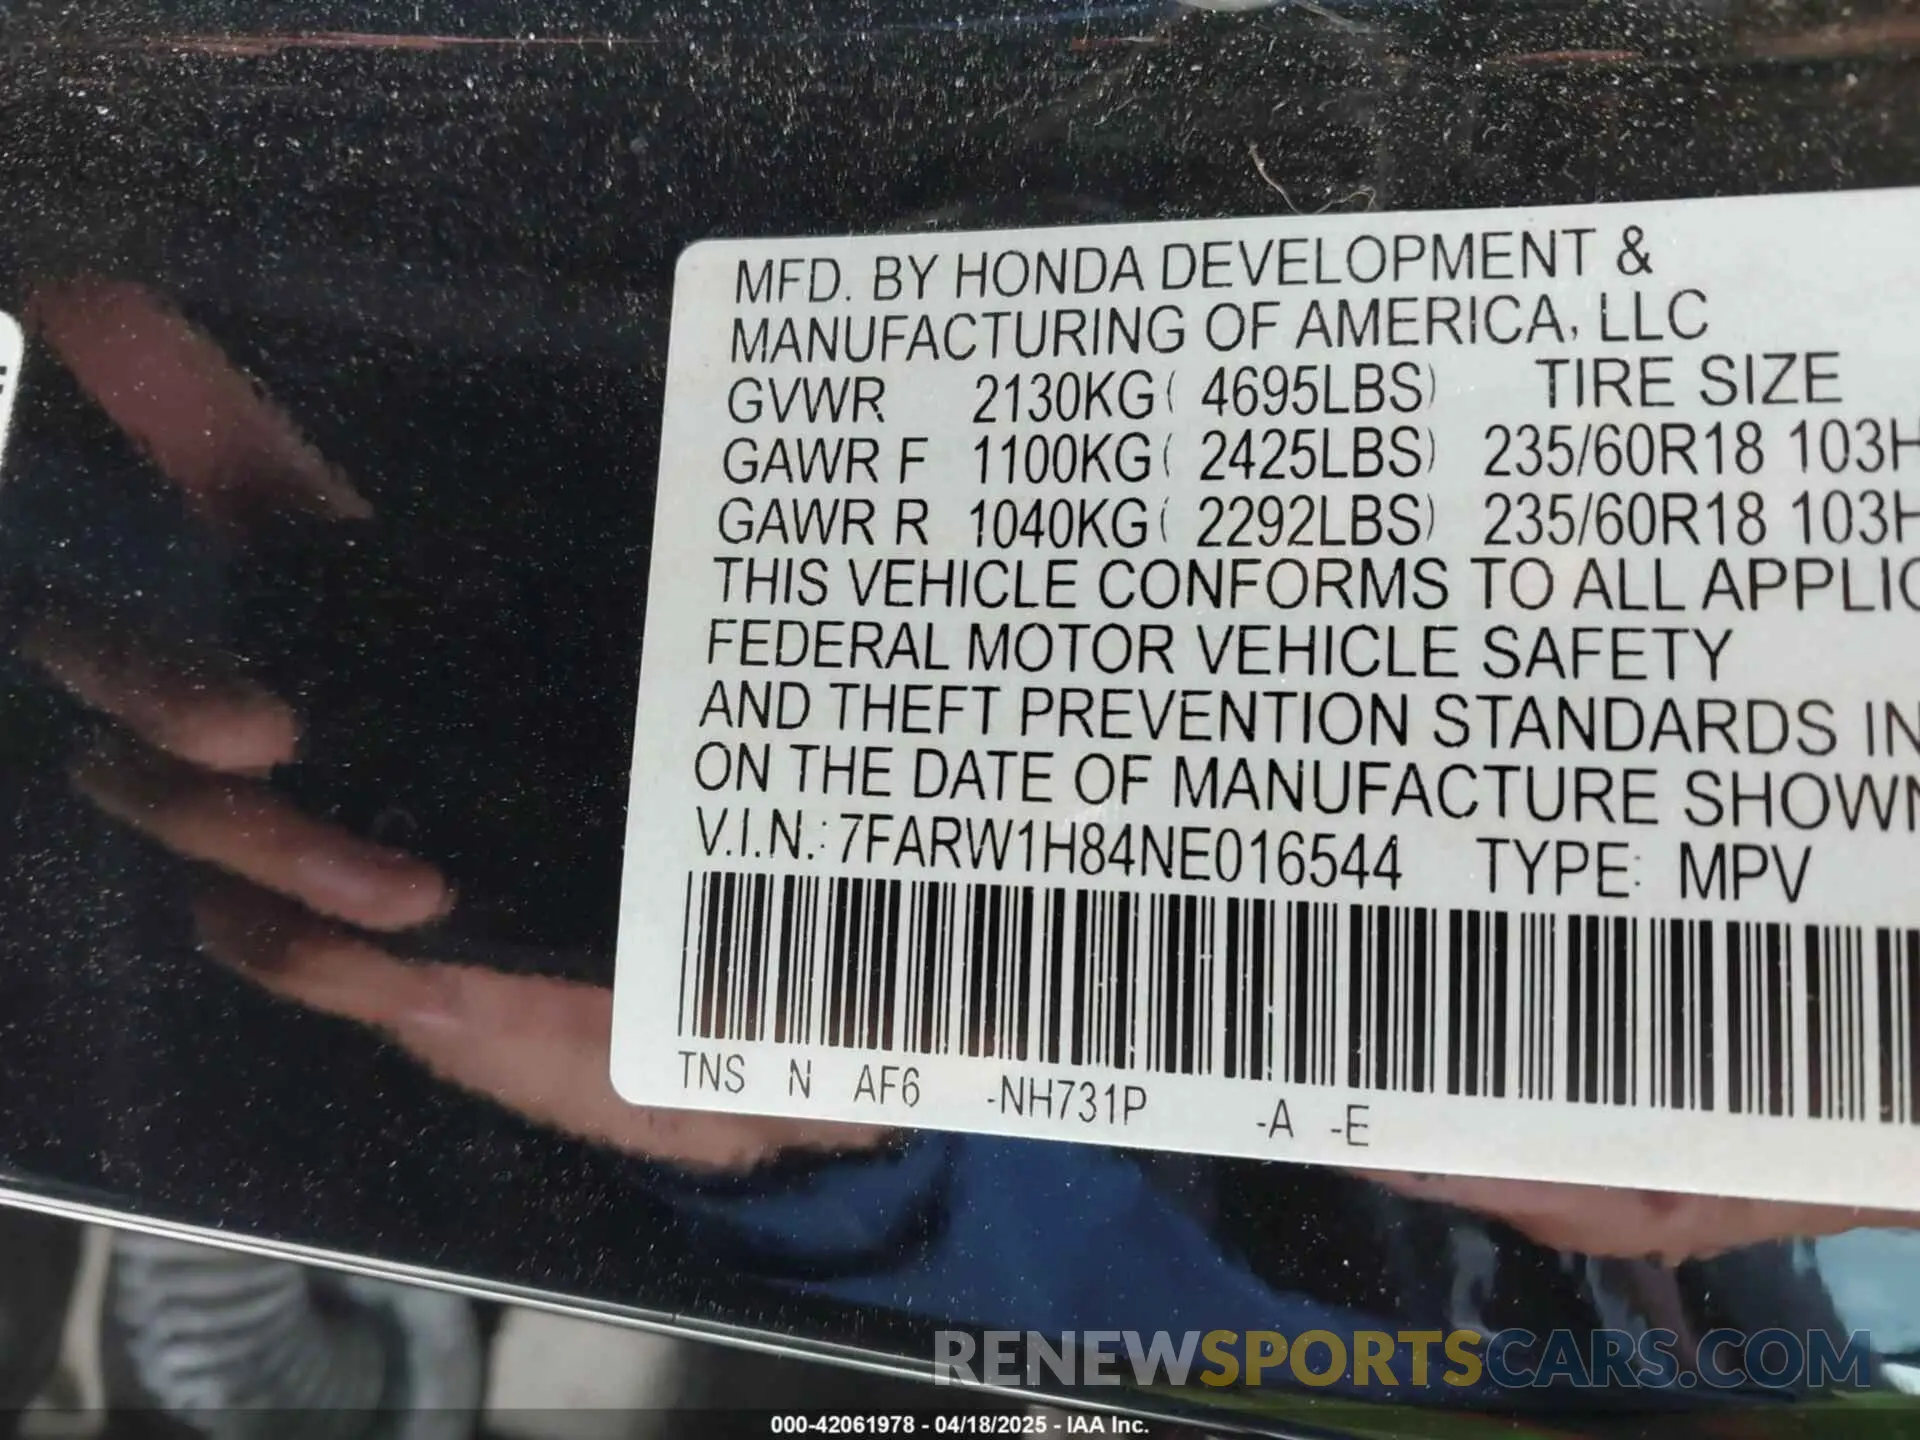 MFD. BY HONDA DEVELOPMENT &
MANUFACTURING OF AMERICA, LLC
GVWR 2130KG( 4695LBS) TIRE SIZE
GAWR F 1100KG( 2425LBS) 235/60R18 103H
GAWR R 1040KG( 2292LBS) 235/60R18 103H
THIS VEHICLE CONFORMS TO ALL APPLIC
FEDERAL MOTOR VEHICLE SAFETY
AND THEFT PREVENTION STANDARDS IN
ON THE DATE OF MANUFACTURE SHOWN
V.I.N.: 7FARW1H84NE016544 TYPE: MPV
TNS N AF6 -NH731P -A -E
RENEWSPORTSCARS.COM
000-42061978 - 04/18/2025 - IAA Inc.